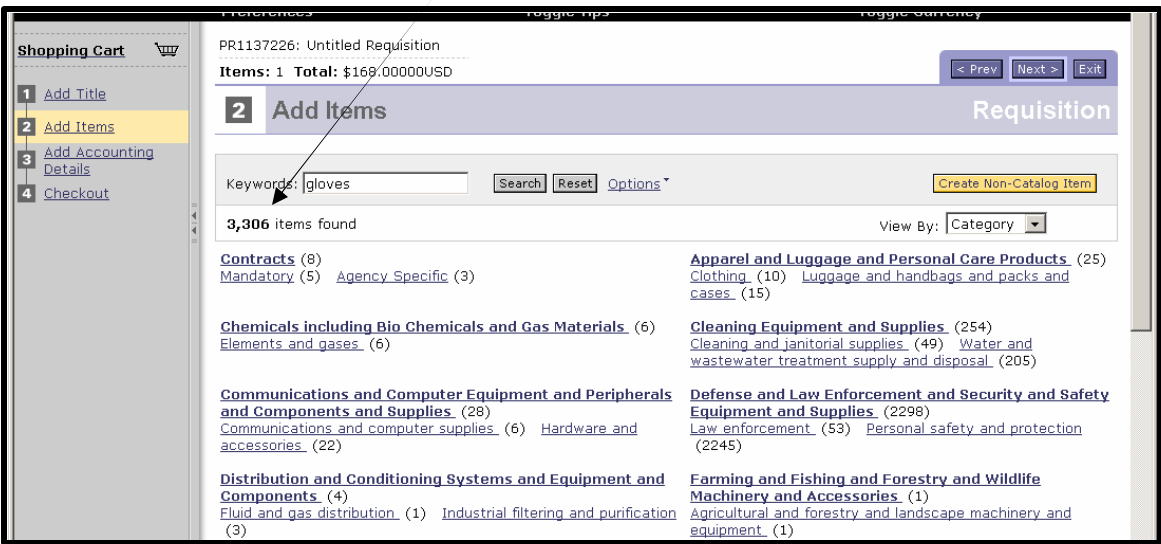 Preferences Toggle Tips Toggle Currency
Shopping Cart
1 Add Title
2 Add Items
3 Add Accounting
Details
4 Checkout
PR1137226: Untitled Requisition
Items: 1 Total: $168.00000USD
< Prev Next > Exit
2 Add Items Requisition
Keywords: gloves Search Reset Options Create Non-Catalog Item
3,306 items found View By: Category
Contracts (8)
Mandatory (5) Agency Specific (3)
Apparel and Luggage and Personal Care Products (25)
Clothing (10) Luggage and handbags and packs and
cases (15)
Chemicals including Bio Chemicals and Gas Materials (6)
Elements and gases (6)
Cleaning Equipment and Supplies (254)
Cleaning and janitorial supplies (49) Water and
wastewater treatment supply and disposal (205)
Communications and Computer Equipment and Peripherals
and Components and Supplies (28)
Communications and computer supplies (6) Hardware and
accessories (22)
Defense and Law Enforcement and Security and Safety
Equipment and Supplies (2298)
Law enforcement (53) Personal safety and protection
(2245)
Distribution and Conditioning Systems and Equipment and
Components (4)
Fluid and gas distribution (1) Industrial filtering and purification
(3)
Farming and Fishing and Forestry and Wildlife
Machinery and Accessories (1)
Agricultural and forestry and landscape machinery and
equipment (1)